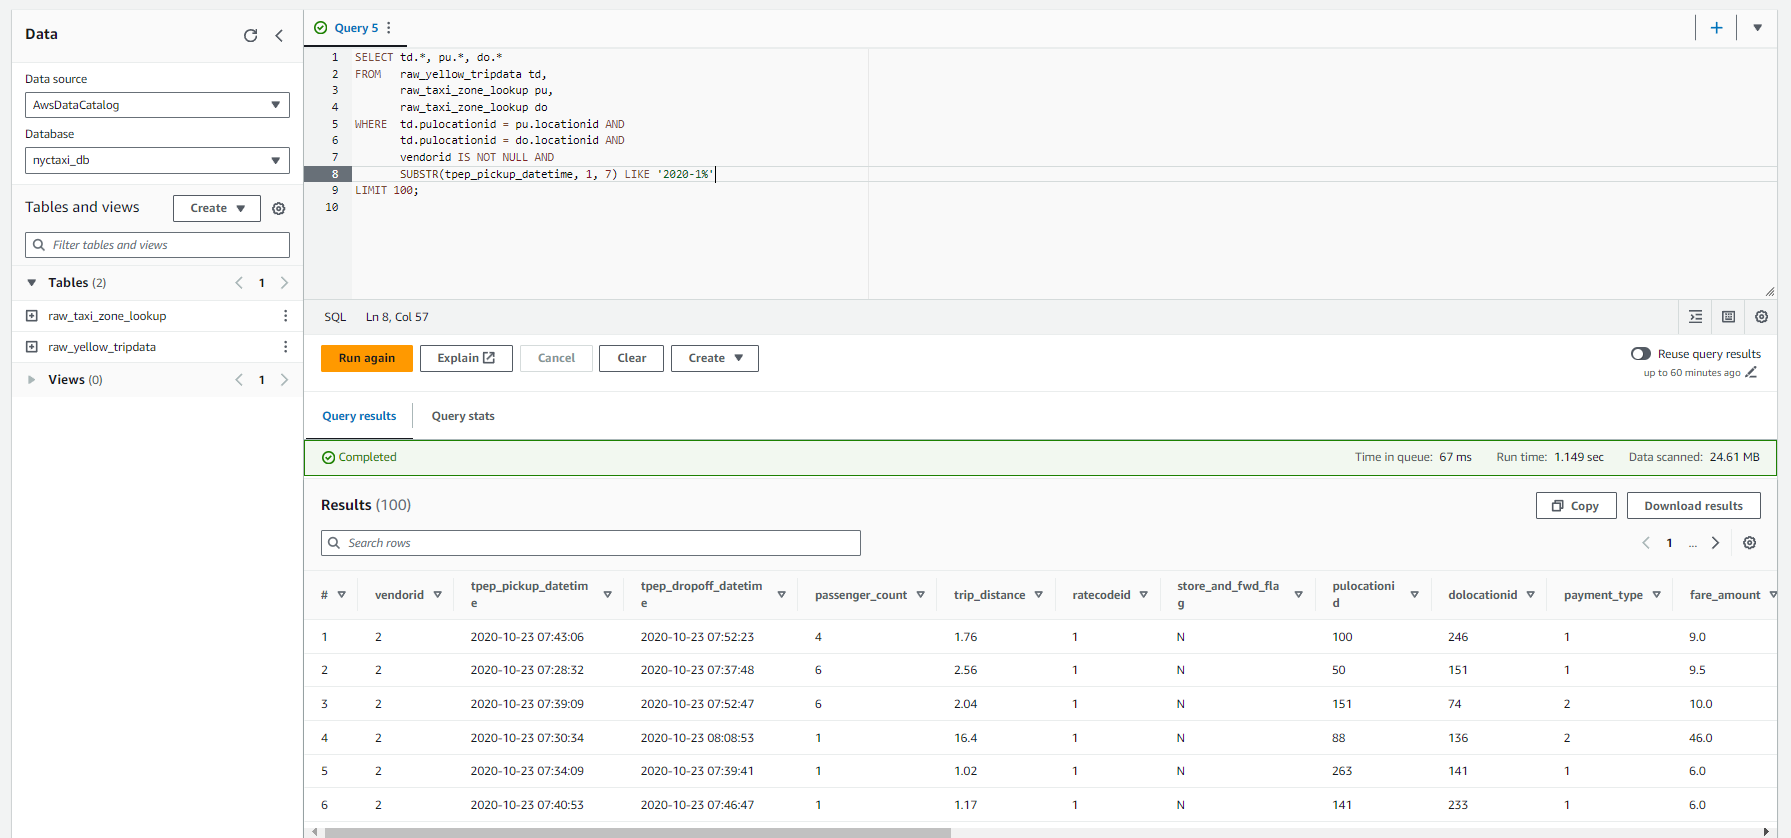 Data
Data source
AwsDataCatalog
Database
nyctaxi_db
Tables and views
Create
Filter tables and views
Tables (2)
1
raw_taxi_zone_lookup
raw_yellow_tripdata
Views (0)
1
Query 5
1 SELECT td.*, pu.*, do.*
2 FROM raw_yellow_tripdata td,
3 raw_taxi_zone_lookup pu,
4 raw_taxi_zone_lookup do
5 WHERE td.pulocationid = pu.locationid AND
6 td.pulocationid = do.locationid AND
7 vendorid IS NOT NULL AND
8 SUBSTR(tpep_pickup_datetime, 1, 7) LIKE '2020-1%'
9 LIMIT 100;
10
SQL Ln 8, Col 57
Run again Explain Cancel Clear Create
Reuse query results
up to 60 minutes ago
Query results Query stats
Completed Time in queue: 67 ms Run time: 1.149 sec Data scanned: 24.61 MB
Results (100) Copy Download results
Search rows 1 ...
# vendorid tpep_pickup_datetim
e tpep_dropoff_datetim
e passenger_count trip_distance ratecodeid store_and_fwd_fla
g pulocationi
d dolocationid payment_type fare_amount
1 2 2020-10-23 07:43:06 2020-10-23 07:52:23 4 1.76 1 N 100 246 1 9.0
2 2 2020-10-23 07:28:32 2020-10-23 07:37:48 6 2.56 1 N 50 151 1 9.5
3 2 2020-10-23 07:39:09 2020-10-23 07:52:47 6 2.04 1 N 151 74 2 10.0
4 2 2020-10-23 07:30:34 2020-10-23 08:08:53 1 16.4 1 N 88 136 2 46.0
5 2 2020-10-23 07:34:09 2020-10-23 07:39:41 1 1.02 1 N 263 141 1 6.0
6 2 2020-10-23 07:40:53 2020-10-23 07:46:47 1 1.17 1 N 141 233 1 6.0